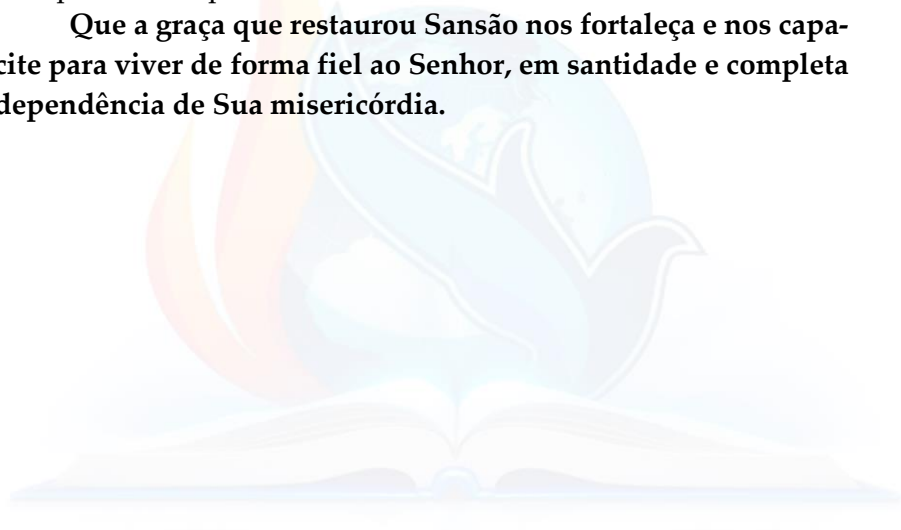 Que a graça que restaurou Sansão nos fortaleça e nos capa-
cite para viver de forma fiel ao Senhor, em santidade e completa
dependência de Sua misericórdia.